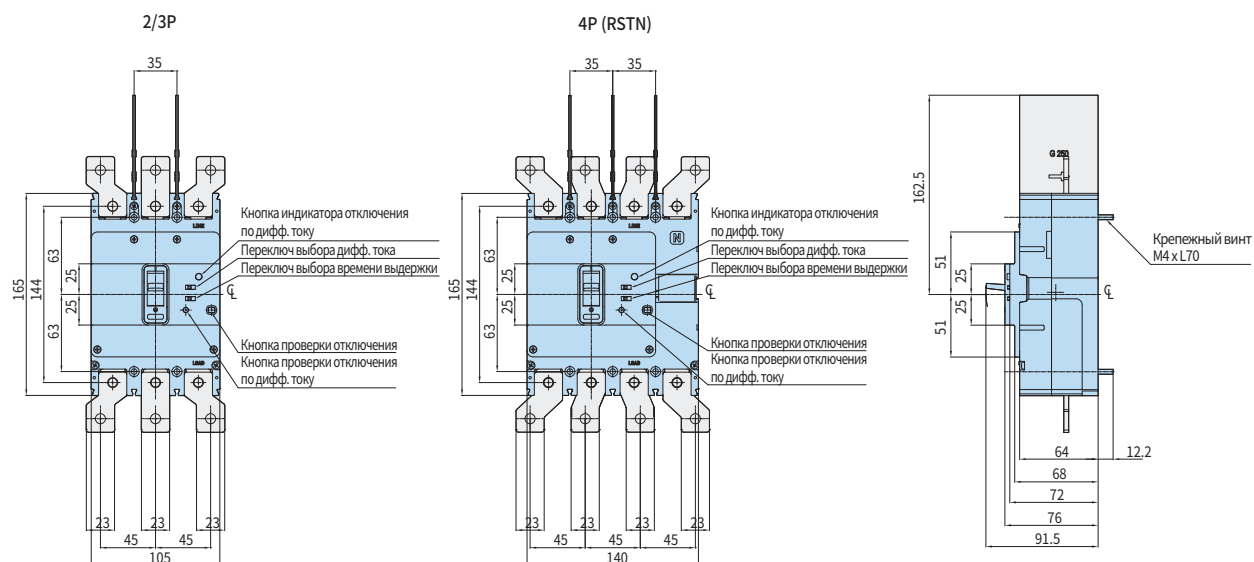 2/3P
4P (RSTN)
35
35
35
LINE
Кнопка индикатора отключения
по дифф. току
Переключ выбора дифф. тока
Переключ выбора времени выдержки
165
144
63
25
25
63
℄
Кнопка проверки отключения
Кнопка проверки отключения
по дифф. току
LOAD
23
23
23
45
45
105
LINE
N
Кнопка индикатора отключения
по дифф. току
Переключ выбора дифф. тока
Переключ выбора времени выдержки
165
144
63
25
25
63
℄
Кнопка проверки отключения
Кнопка проверки отключения
по дифф. току
LOAD
23
23
23
23
45
45
45
140
G 250
162.5
51
25
25
51
℄
Крепежный винт
M4 x L70
64
12.2
68
72
76
91.5